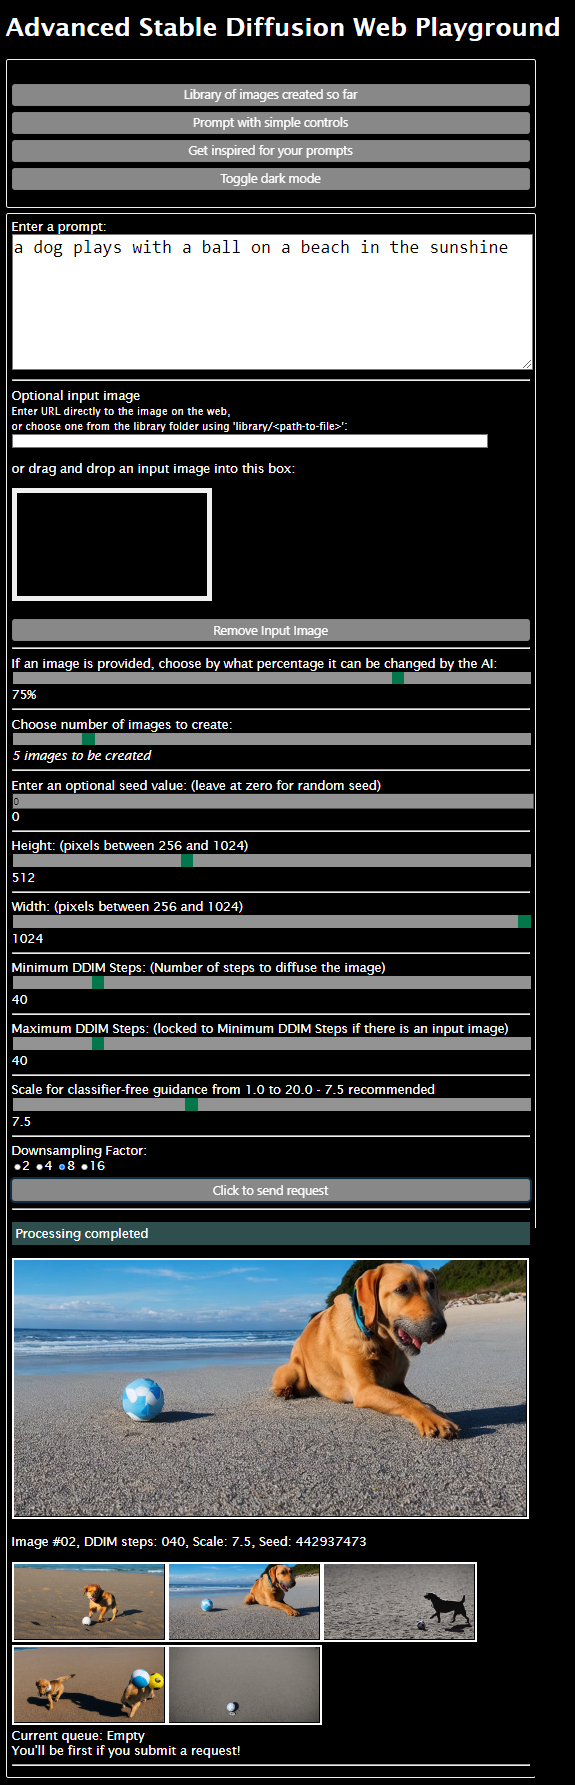 Advanced Stable Diffusion Web Playground
Library of images created so far
Prompt with simple controls
Get inspired for your prompts
Toggle dark mode
Enter a prompt:
a dog plays with a ball on a beach in the sunshine
Optional input image
Enter URL directly to the image on the web,
or choose one from the library folder using 'library/<path-to-file>':
or drag and drop an input image into this box:
Remove Input Image
If an image is provided, choose by what percentage it can be changed by the AI:
75%
Choose number of images to create:
5 images to be created
Enter an optional seed value: (leave at zero for random seed)
0
0
Height: (pixels between 256 and 1024)
512
Width: (pixels between 256 and 1024)
1024
Minimum DDIM Steps: (Number of steps to diffuse the image)
40
Maximum DDIM Steps: (locked to Minimum DDIM Steps if there is an input image)
40
Scale for classifier-free guidance from 1.0 to 20.0 - 7.5 recommended
7.5
Downsampling Factor:
2 4 8 16
Click to send request
Processing completed
Image #02, DDIM steps: 040, Scale: 7.5, Seed: 442937473
Current queue: Empty
You'll be first if you submit a request!